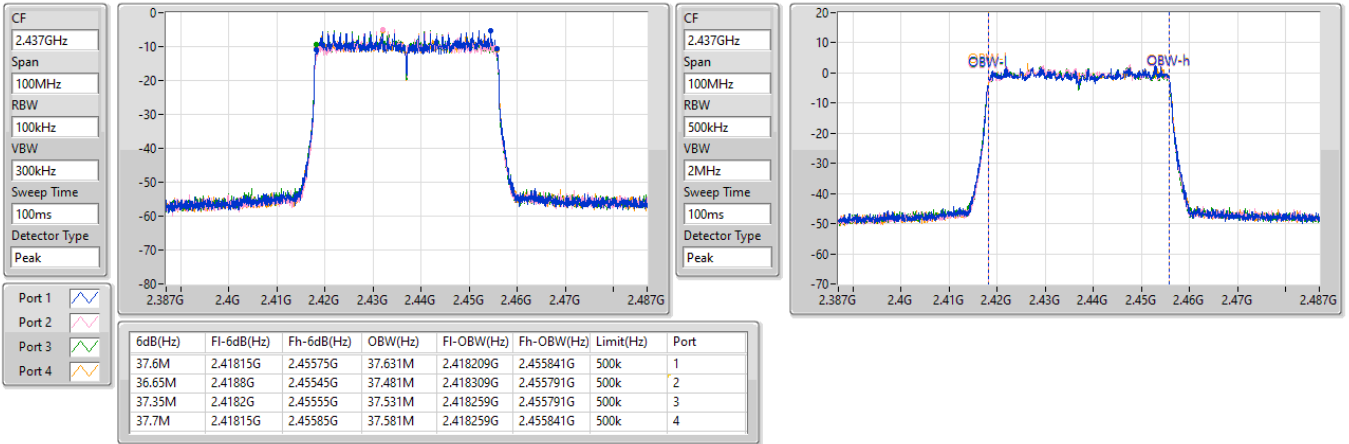 CF
2.437GHz
Span
100MHz
RBW
100kHz
VBW
300kHz
Sweep Time
100ms
Detector Type
Peak
0
-10
-20
-30
-40
-50
-60
-70
-80
2.387G 2.4G 2.41G 2.42G 2.43G 2.44G 2.45G 2.46G 2.47G 2.487G
CF
2.437GHz
Span
100MHz
RBW
500kHz
VBW
2MHz
Sweep Time
100ms
Detector Type
Peak
20
10
0
-10
-20
-30
-40
-50
-60
-70
OBW- OBW-h
2.387G 2.4G 2.41G 2.42G 2.43G 2.44G 2.45G 2.46G 2.47G 2.487G
Port 1
Port 2
Port 3
Port 4
6dB(Hz) Fl-6dB(Hz) Fh-6dB(Hz) OBW(Hz) Fl-OBW(Hz) Fh-OBW(Hz) Limit(Hz) Port
37.6M 2.41815G 2.45575G 37.631M 2.418209G 2.455841G 500k 1
36.65M 2.4188G 2.45545G 37.481M 2.418309G 2.455791G 500k 2
37.35M 2.4182G 2.45555G 37.531M 2.418259G 2.455791G 500k 3
37.7M 2.41815G 2.45585G 37.581M 2.418259G 2.455841G 500k 4